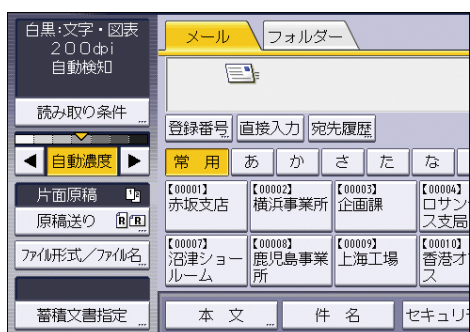 白黒:文字・図表
200dpi
自動検知
読み取り条件
自動濃度
片面原稿
原稿送り
ファイル形式/ファイル名
蓄積文書指定
メール
フォルダー
登録番号
直接入力
宛先履歴
常用
あ
か
さ
た
な
【00001】
赤坂支店
【00002】
横浜事業所
【00003】
企画課
【00004】
ロサン
ス支局
【00007】
沼津ショー
ルーム
【00008】
鹿児島事業
所
【00009】
上海工場
【00010】
香港オ
ス
本文
件名
セキュリ